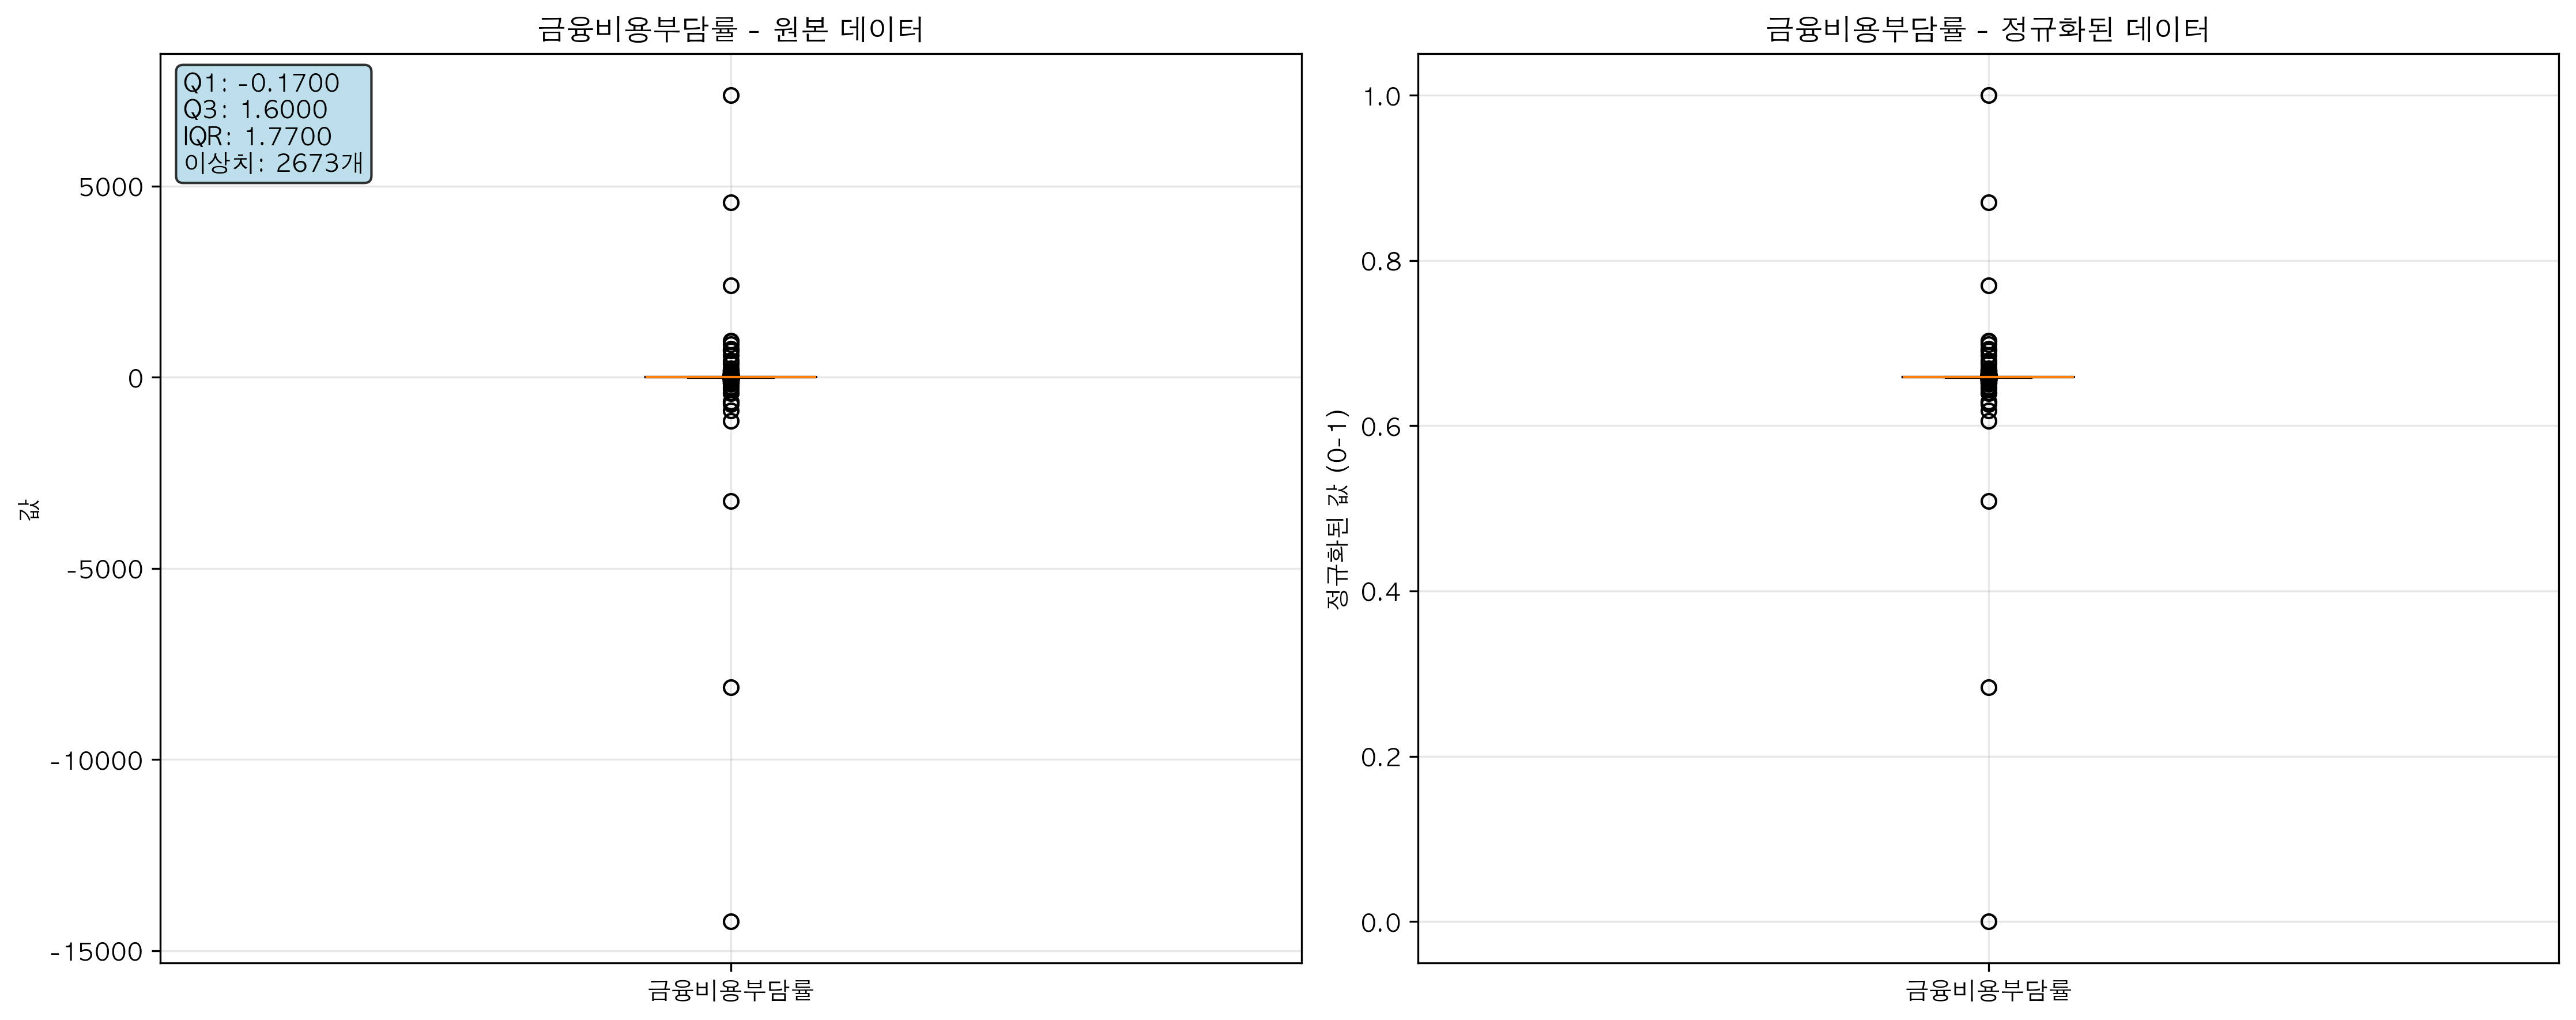 금융비용부담률 - 원본 데이터
Q1: -0.1700
Q3: 1.6000
IQR: 1.7700
이상치: 2673개
5000
0
-5000
-10000
-15000
값
금융비용부담률
금융비용부담률 - 정규화된 데이터
1.0
0.8
0.6
0.4
0.2
0.0
정규화된 값 (0-1)
금융비용부담률